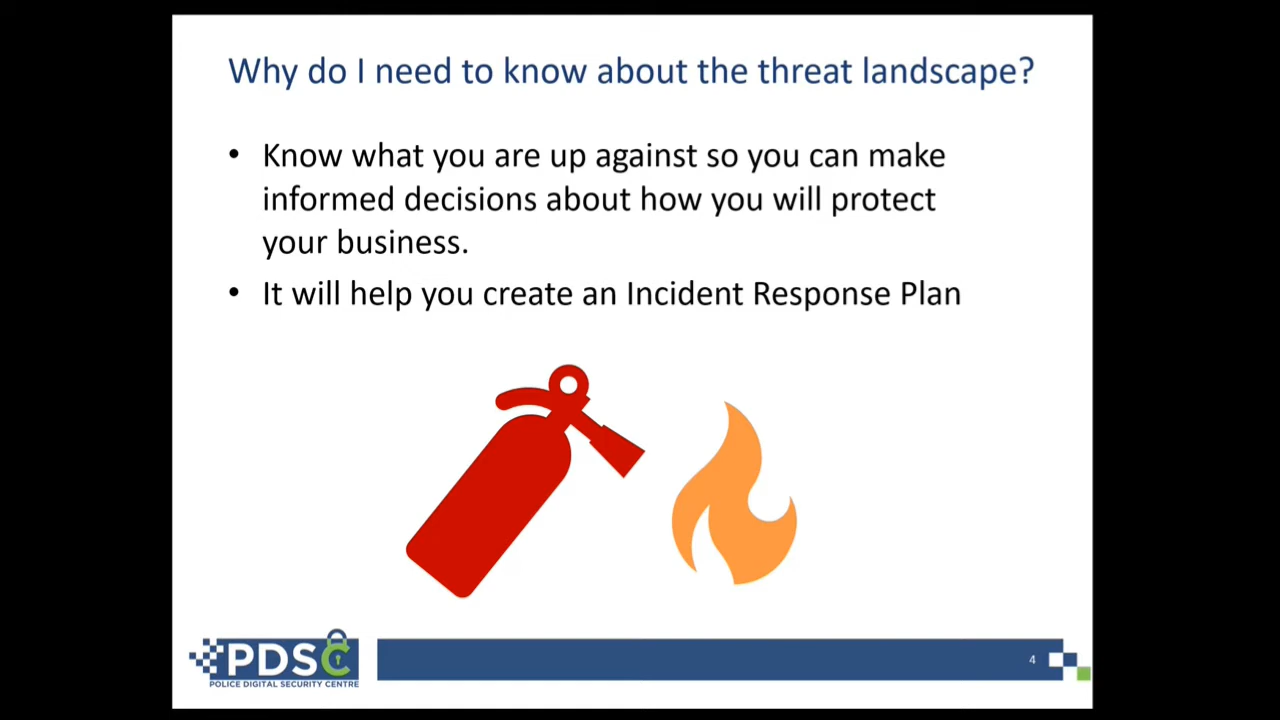 Why do I need to know about the threat landscape?
• Know what you are up against so you can make
informed decisions about how you will protect
your business.
• It will help you create an Incident Response Plan
PDSC
POLICE DIGITAL SECURITY CENTRE
4